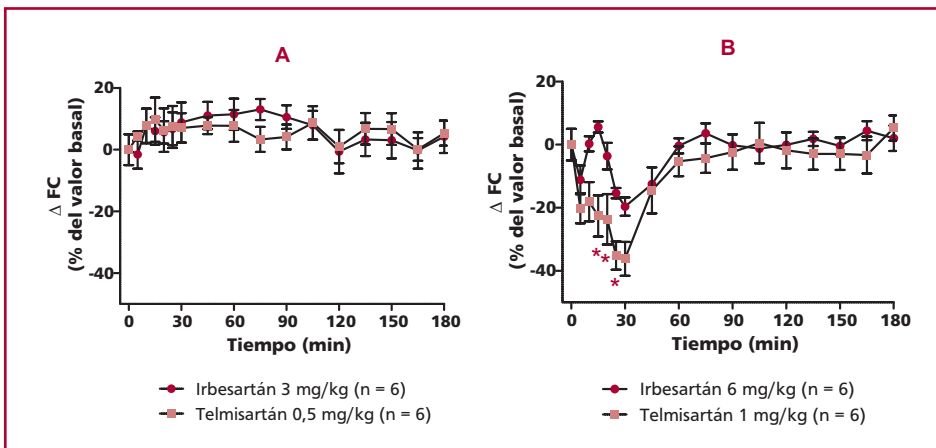 A
Δ FC
(% del valor basal)
20
0
-20
-40
0 30 60 90 120 150 180
Tiempo (min)
Irbesartán 3 mg/kg (n = 6)
Telmisartán 0,5 mg/kg (n = 6)
B
Δ FC
(% del valor basal)
20
0
-20
-40
* * *
0 30 60 90 120 150 180
Tiempo (min)
Irbesartán 6 mg/kg (n = 6)
Telmisartán 1 mg/kg (n = 6)